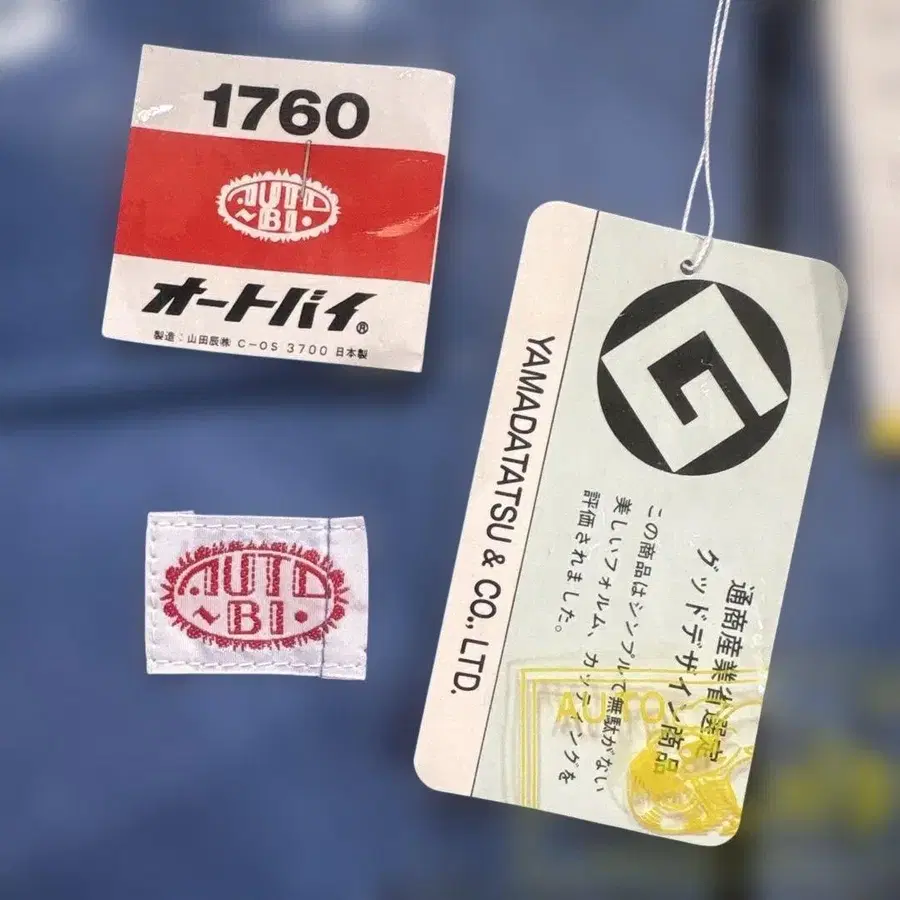 1760
AUTO
~BI・
オートバイ®
製造:山田辰㈱ C-OS 3700 日本製
AUTO
~BI・
YAMADATATSU & CO., LTD.
G
通商産業省選定
グッドデザイン商品
この商品はシンプルで無駄がない
美しいフォルム、カッティングを
評価されました。
AUTO